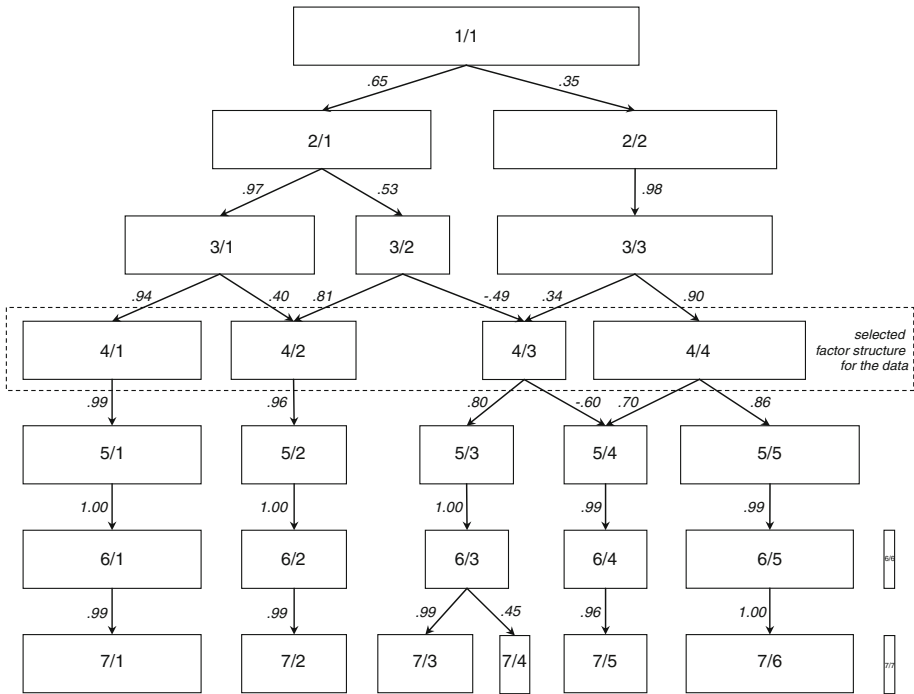 1/1
.65 .35
2/1 2/2
.97 .53 .98
3/1 3/2 3/3
.94 .40 .81 -.49 .34 .90
4/1 4/2 4/3 4/4
selected
factor structure
for the data
.99 .96 .80 -.60 .70 .86
5/1 5/2 5/3 5/4 5/5
1.00 1.00 1.00 .99 .99
6/1 6/2 6/3 6/4 6/5 6/6
.99 .99 .99 .45 .96 1.00
7/1 7/2 7/3 7/4 7/5 7/6 7/7